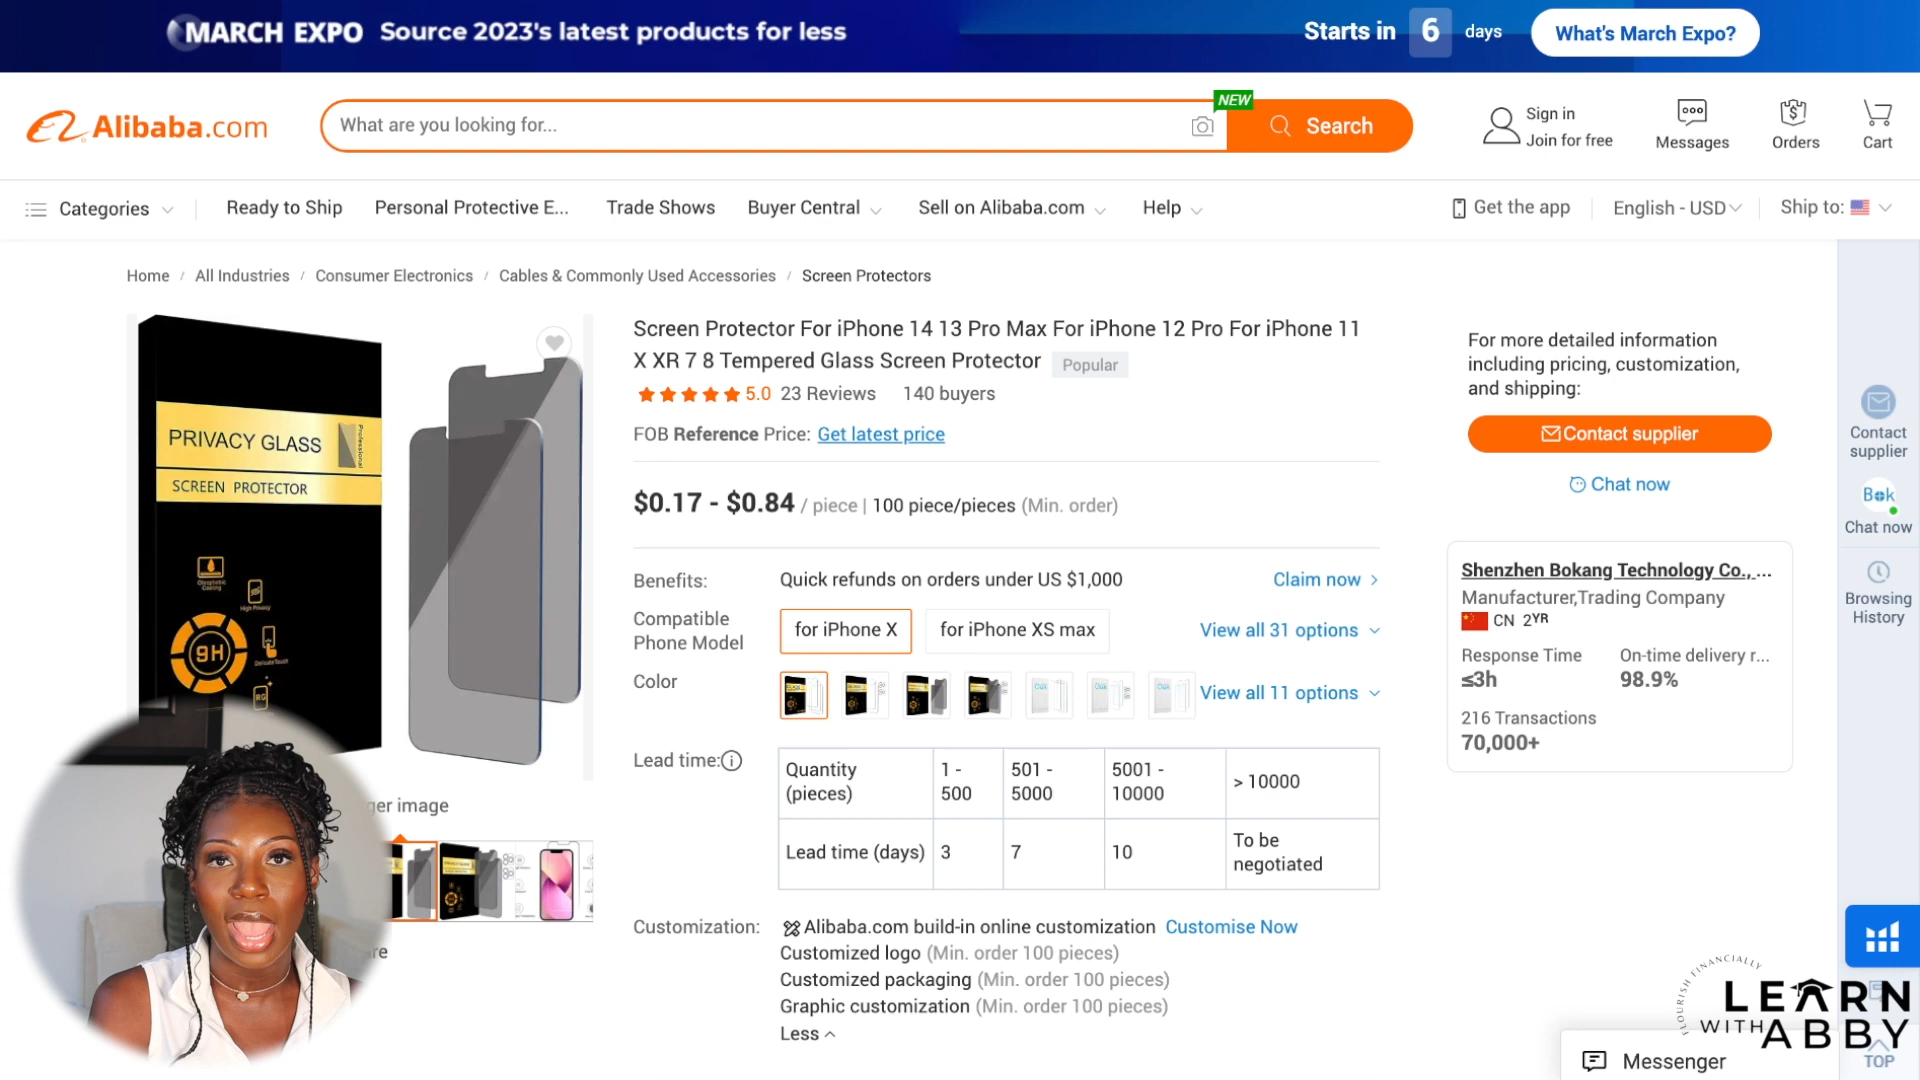 MARCH EXPO Source 2023's latest products for less
Starts in 6 days What's March Expo?
Alibaba.com
What are you looking for...
NEW
Search
Sign in
Join for free
Messages
Orders
Cart
Categories
Ready to Ship
Personal Protective E...
Trade Shows
Buyer Central
Sell on Alibaba.com
Help
Get the app
English - USD
Ship to:
Home / All Industries / Consumer Electronics / Cables & Commonly Used Accessories / Screen Protectors
PRIVACY GLASS
Professional
SCREEN PROTECTOR
High Privacy
9H
Screen Protector For iPhone 14 13 Pro Max For iPhone 12 Pro For iPhone 11
X XR 7 8 Tempered Glass Screen Protector Popular
5.0 23 Reviews 140 buyers
FOB Reference Price: Get latest price
$0.17 - $0.84 / piece | 100 piece/pieces (Min. order)
Benefits: Quick refunds on orders under US $1,000 Claim now >
Compatible
Phone Model
for iPhone X
for iPhone XS max
View all 31 options
Color
View all 11 options
Lead time:
Quantity
(pieces)
1 -
500
501 -
5000
5001 -
10000
> 10000
Lead time (days)
3
7
10
To be
negotiated
Customization:
Alibaba.com build-in online customization Customise Now
Customized logo (Min. order 100 pieces)
Customized packaging (Min. order 100 pieces)
Graphic customization (Min. order 100 pieces)
Less
For more detailed information
including pricing, customization,
and shipping:
Contact supplier
Chat now
Shenzhen Bokang Technology Co., ...
Manufacturer,Trading Company
CN 2YR
Response Time
≤3h
On-time delivery r...
98.9%
216 Transactions
70,000+
Contact
supplier
Chat now
Browsing
History
FLOURISH FINANCIALLY
LEARN
WITH ABBY
Messenger
TOP